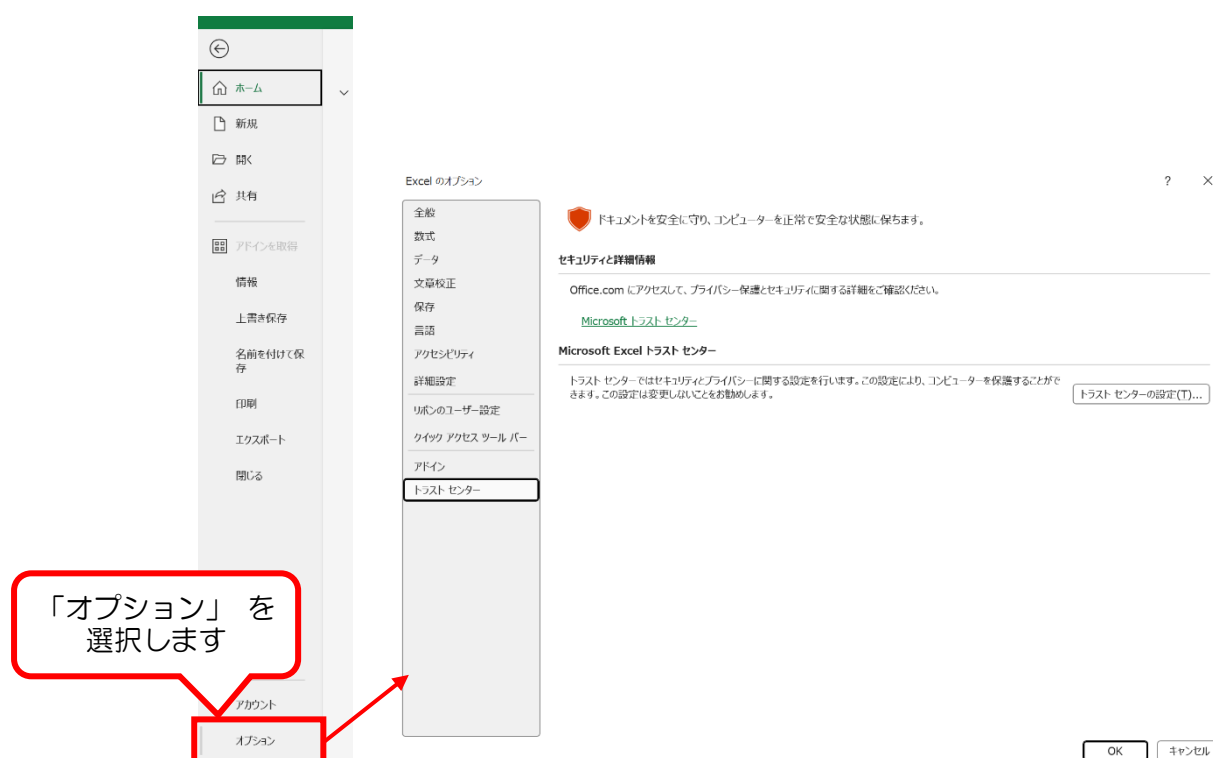 ホーム
新規
開く
共有
アドインを取得
情報
上書き保存
名前を付けて保
存
印刷
エクスポート
閉じる
「オプション」 を
選択します
アカウント
オプション
Excel のオプション
? ×
全般
数式
データ
文章校正
保存
言語
アクセシビリティ
詳細設定
リボンのユーザー設定
クイック アクセス ツール バー
アドイン
トラスト センター
ドキュメントを安全に守り、コンピューターを正常で安全な状態に保ちます。
セキュリティと詳細情報
Office.com にアクセスして、プライバシー保護とセキュリティに関する詳細をご確認ください。
Microsoft トラスト センター
Microsoft Excel トラスト センター
トラスト センターではセキュリティとプライバシーに関する設定を行います。この設定により、コンピューターを保護することがで
きます。この設定は変更しないことをお勧めします。
トラスト センターの設定(T)...
OK
キャンセル